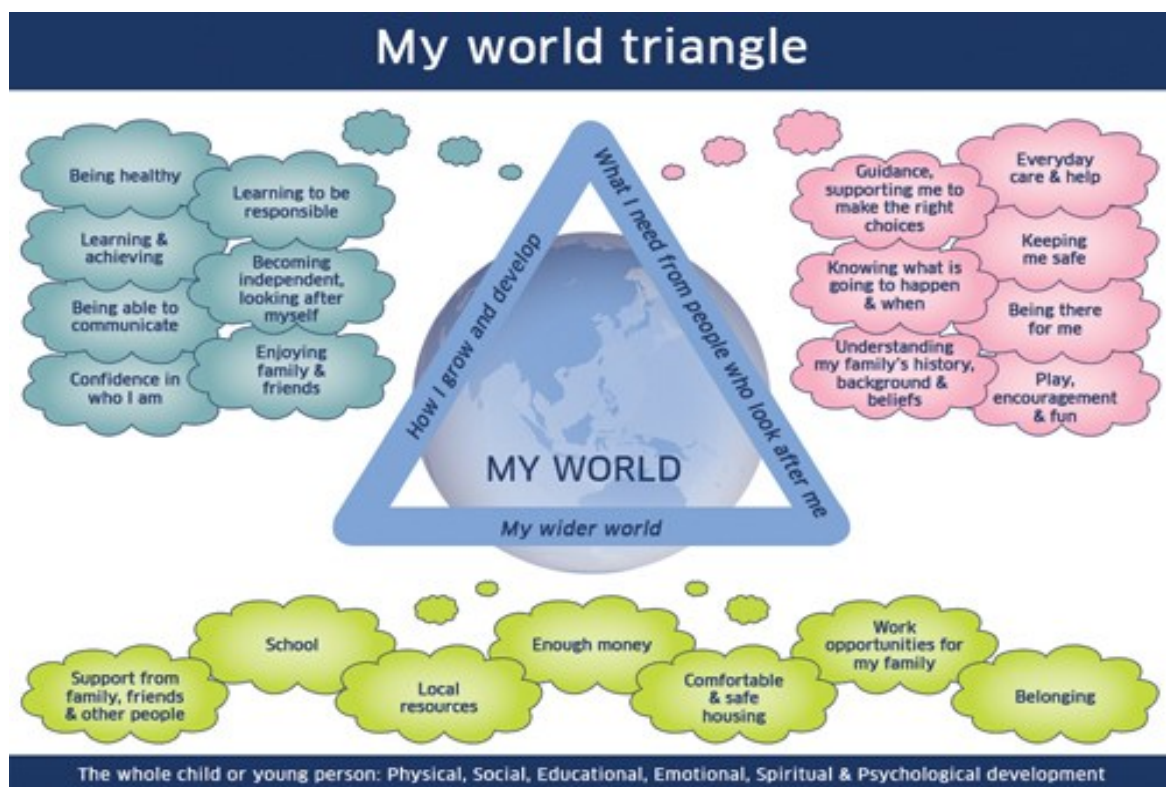 My world triangle
Being healthy
Learning to be
responsible
Learning &
achieving
Becoming
independent,
looking after
myself
Being able to
communicate
Enjoying
family &
friends
Confidence in
who I am
How I grow and develop
What I need from people who look after me
MY WORLD
My wider world
Guidance,
supporting me to
make the right
choices
Everyday
care & help
Keeping
me safe
Knowing what is
going to happen
& when
Being there
for me
Understanding
my family's history,
background &
beliefs
Play,
encouragement
& fun
Support from
family, friends
& other people
School
Local
resources
Enough money
Comfortable
& safe
housing
Work
opportunities for
my family
Belonging
The whole child or young person: Physical, Social, Educational, Emotional, Spiritual & Psychological development